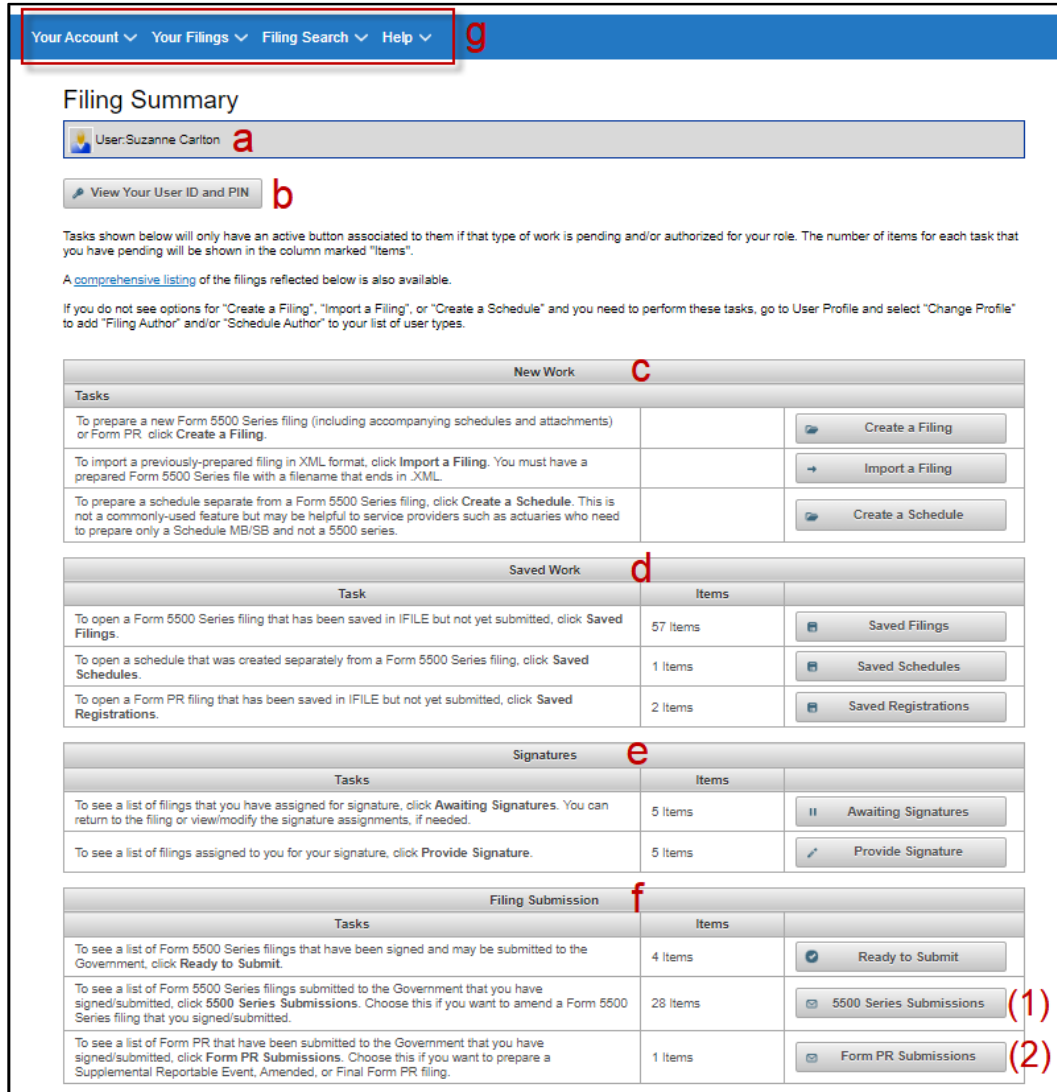 Your Account Your Filings Filing Search Help g
Filing Summary
User:Suzanne Carlton a
View Your User ID and PIN b
Tasks shown below will only have an active button associated to them if that type of work is pending and/or authorized for your role. The number of items for each task that
you have pending will be shown in the column marked "Items".
A comprehensive listing of the filings reflected below is also available.
If you do not see options for "Create a Filing", "Import a Filing", or "Create a Schedule" and you need to perform these tasks, go to User Profile and select "Change Profile"
to add "Filing Author" and/or "Schedule Author" to your list of user types.
New Work c
Tasks
To prepare a new Form 5500 Series filing (including accompanying schedules and attachments)
or Form PR click Create a Filing.
Create a Filing
To import a previously-prepared filing in XML format, click Import a Filing. You must have a
prepared Form 5500 Series file with a filename that ends in .XML.
Import a Filing
To prepare a schedule separate from a Form 5500 Series filing, click Create a Schedule. This is
not a commonly-used feature but may be helpful to service providers such as actuaries who need
to prepare only a Schedule MB/SB and not a 5500 series.
Create a Schedule
Saved Work d
Task Items
To open a Form 5500 Series filing that has been saved in IFILE but not yet submitted, click Saved
Filings.
57 Items Saved Filings
To open a schedule that was created separately from a Form 5500 Series filing, click Saved
Schedules.
1 Items Saved Schedules
To open a Form PR filing that has been saved in IFILE but not yet submitted, click Saved
Registrations.
2 Items Saved Registrations
Signatures e
Tasks Items
To see a list of filings that you have assigned for signature, click Awaiting Signatures. You can
return to the filing or view/modify the signature assignments, if needed.
5 Items Awaiting Signatures
To see a list of filings assigned to you for your signature, click Provide Signature.
5 Items Provide Signature
Filing Submission f
Tasks Items
To see a list of Form 5500 Series filings that have been signed and may be submitted to the
Government, click Ready to Submit.
4 Items Ready to Submit
To see a list of Form 5500 Series filings submitted to the Government that you have
signed/submitted, click 5500 Series Submissions. Choose this if you want to amend a Form 5500
Series filing that you signed/submitted.
28 Items 5500 Series Submissions (1)
To see a list of Form PR that have been submitted to the Government that you have
signed/submitted, click Form PR Submissions. Choose this if you want to prepare a
Supplemental Reportable Event, Amended, or Final Form PR filing.
1 Items Form PR Submissions (2)